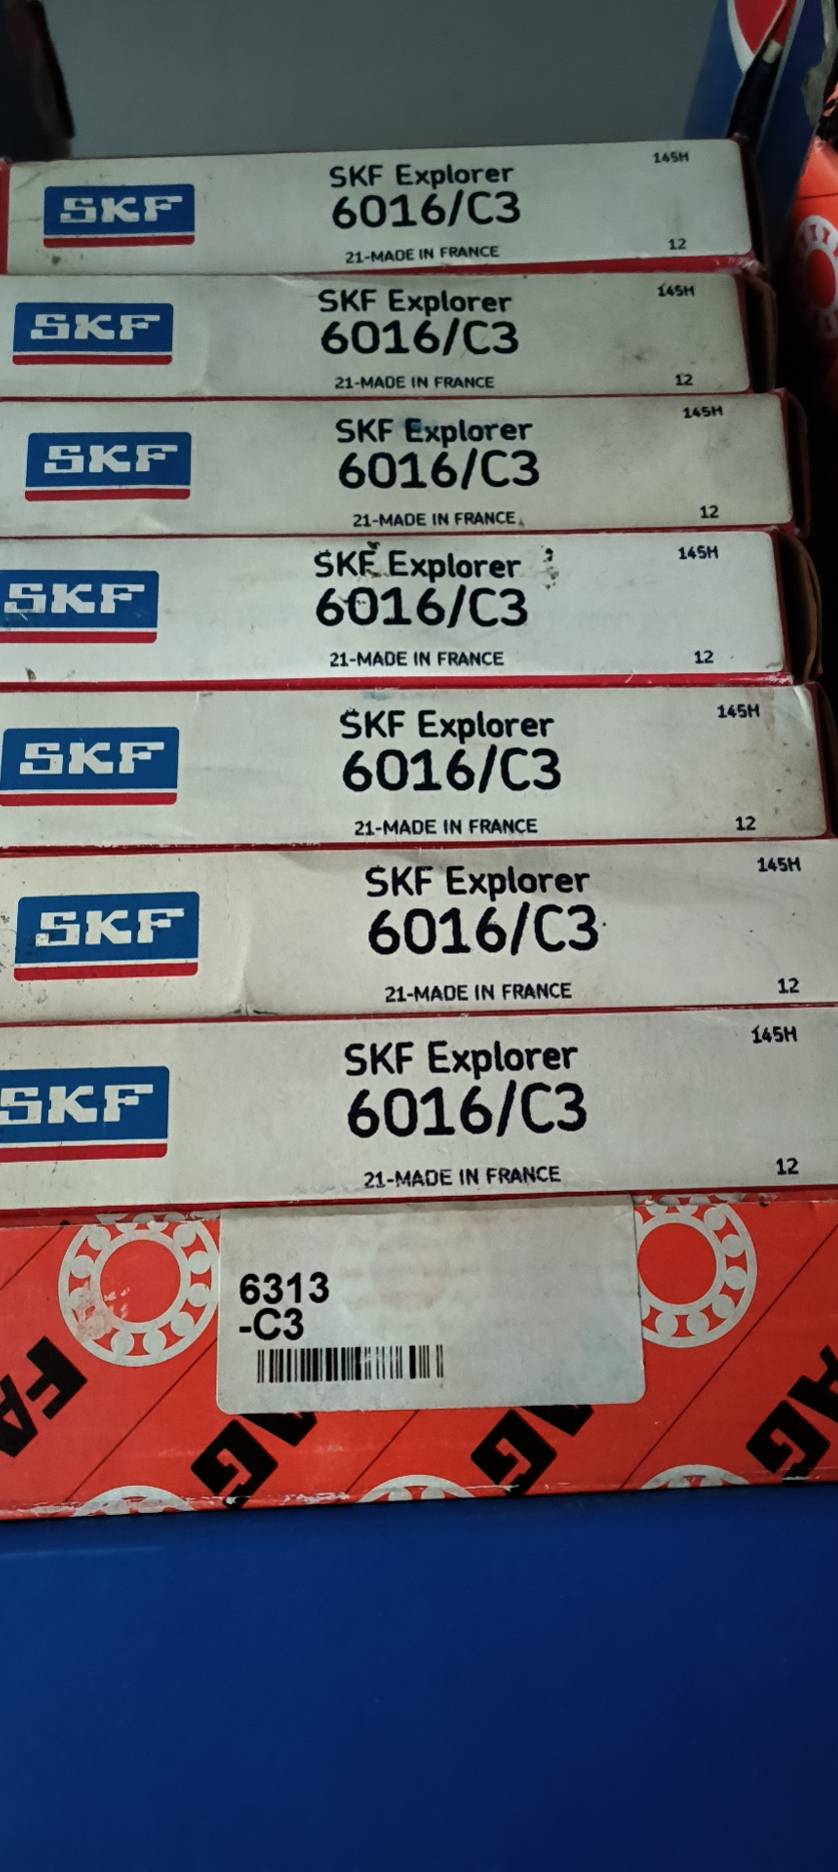 SKF
SKF Explorer
6016/C3
21-MADE IN FRANCE
145H
12
SKF
SKF Explorer
6016/C3
21-MADE IN FRANCE
145H
12
SKF
SKF Explorer
6016/C3
21-MADE IN FRANCE
145H
12
SKF
SKF Explorer
6016/C3
21-MADE IN FRANCE
145H
12
SKF
SKF Explorer
6016/C3
21-MADE IN FRANCE
145H
12
SKF
SKF Explorer
6016/C3
21-MADE IN FRANCE
145H
12
SKF
SKF Explorer
6016/C3
21-MADE IN FRANCE
145H
12
6313
-C3
FA
AG
AG
AG